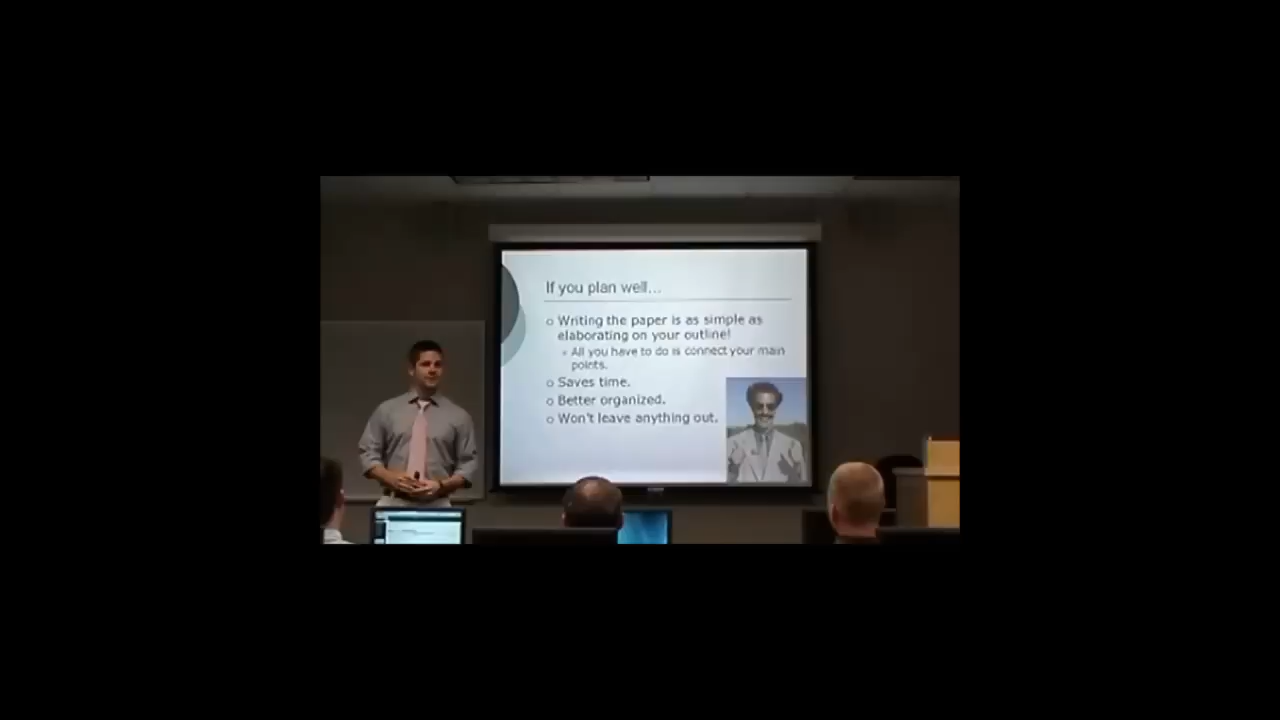 If you plan well...
o Writing the paper is as simple as
elaborating on your outline!
All you have to do is connect your main
points.
o Saves time.
o Better organized.
o Won't leave anything out.